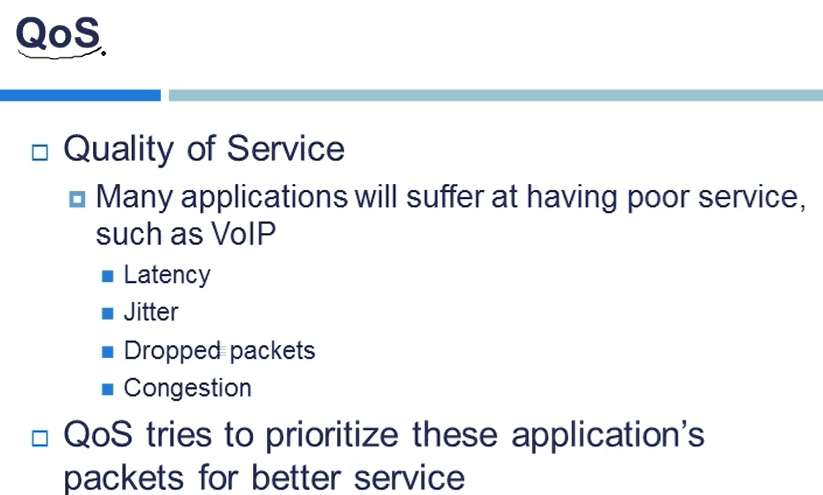 QoS
Quality of Service
Many applications will suffer at having poor service,
such as VoIP
Latency
Jitter
Dropped packets
Congestion
QoS tries to prioritize these application's
packets for better service